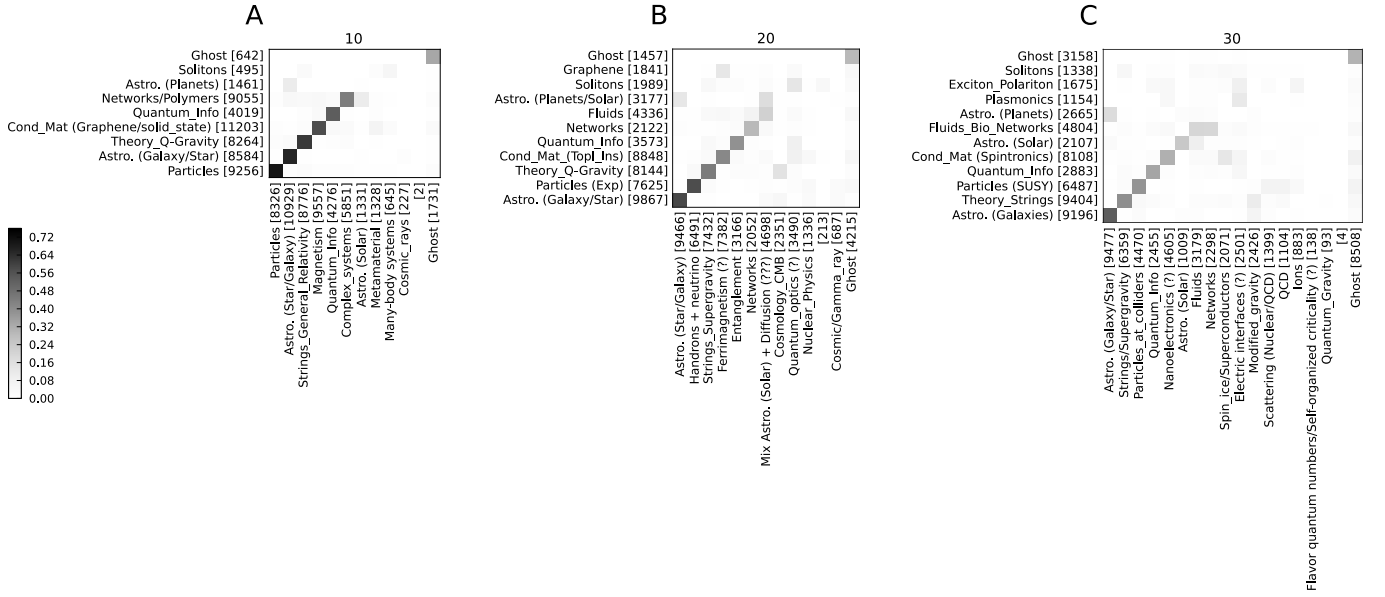 A
B
C
10
Ghost [642]
Solitons [495]
Astro. (Planets) [1461]
Networks/Polymers [9055]
Quantum_Info [4019]
Cond_Mat (Graphene/solid_state) [11203]
Theory_Q-Gravity [8264]
Astro. (Galaxy/Star) [8584]
Particles [9256]
Particles [8326]
Astro. (Star/Galaxy) [10929]
Strings_General_Relativity [8776]
Magnetism [9557]
Quantum_Info [4276]
Complex_systems [5851]
Astro. (Solar) [1331]
Metamaterial [1328]
Many-body systems [645]
Cosmic_rays [227]
[2]
Ghost [1731]
0.72
0.64
0.56
0.48
0.40
0.32
0.24
0.16
0.08
0.00
20
Ghost [1457]
Graphene [1841]
Solitons [1989]
Astro. (Planets/Solar) [3177]
Fluids [4336]
Networks [2122]
Quantum_Info [3573]
Cond_Mat_(Topl_Ins) [8848]
Theory_Q-Gravity [8144]
Particles (Exp) [7625]
Astro. (Galaxy/Star) [9867]
Astro. (Star/Galaxy) [9466]
Handrons + neutrino [6491]
Strings_Supergravity [7432]
Ferrimagnetism (?) [7382]
Entanglement [3166]
Networks [2052]
Mix Astro. (Solar) + Diffusion (???) [4698]
Cosmology_CMB [2351]
Quantum_optics (?) [3490]
Nuclear_Physics [1336]
[213]
Cosmic/Gamma_ray [687]
Ghost [4215]
30
Ghost [3158]
Solitons [1338]
Exciton_Polariton [1675]
Plasmonics [1154]
Astro. (Planets) [2665]
Fluids_Bio_Networks [4804]
Astro. (Solar) [2107]
Cond_Mat (Spintronics) [8108]
Quantum_Info [2883]
Particles (SUSY) [6487]
Theory_Strings [9404]
Astro. (Galaxies) [9196]
Astro. (Galaxy/Star) [9477]
Strings/Supergravity [6359]
Particles_at_colliders [4470]
Quantum_Info [2455]
Nanoelectronics (?) [4605]
Astro. (Solar) [1009]
Fluids [3179]
Networks [2298]
Spin_ice/Superconductors [2071]
Electric interfaces (?) [2501]
Modified_gravity [2426]
Scattering (Nuclear/QCD) [1399]
QCD [1104]
Ions [883]
Flavor quantum numbers/Self-organized criticality (?) [138]
Quantum_Gravity [93]
[4]
Ghost [8508]